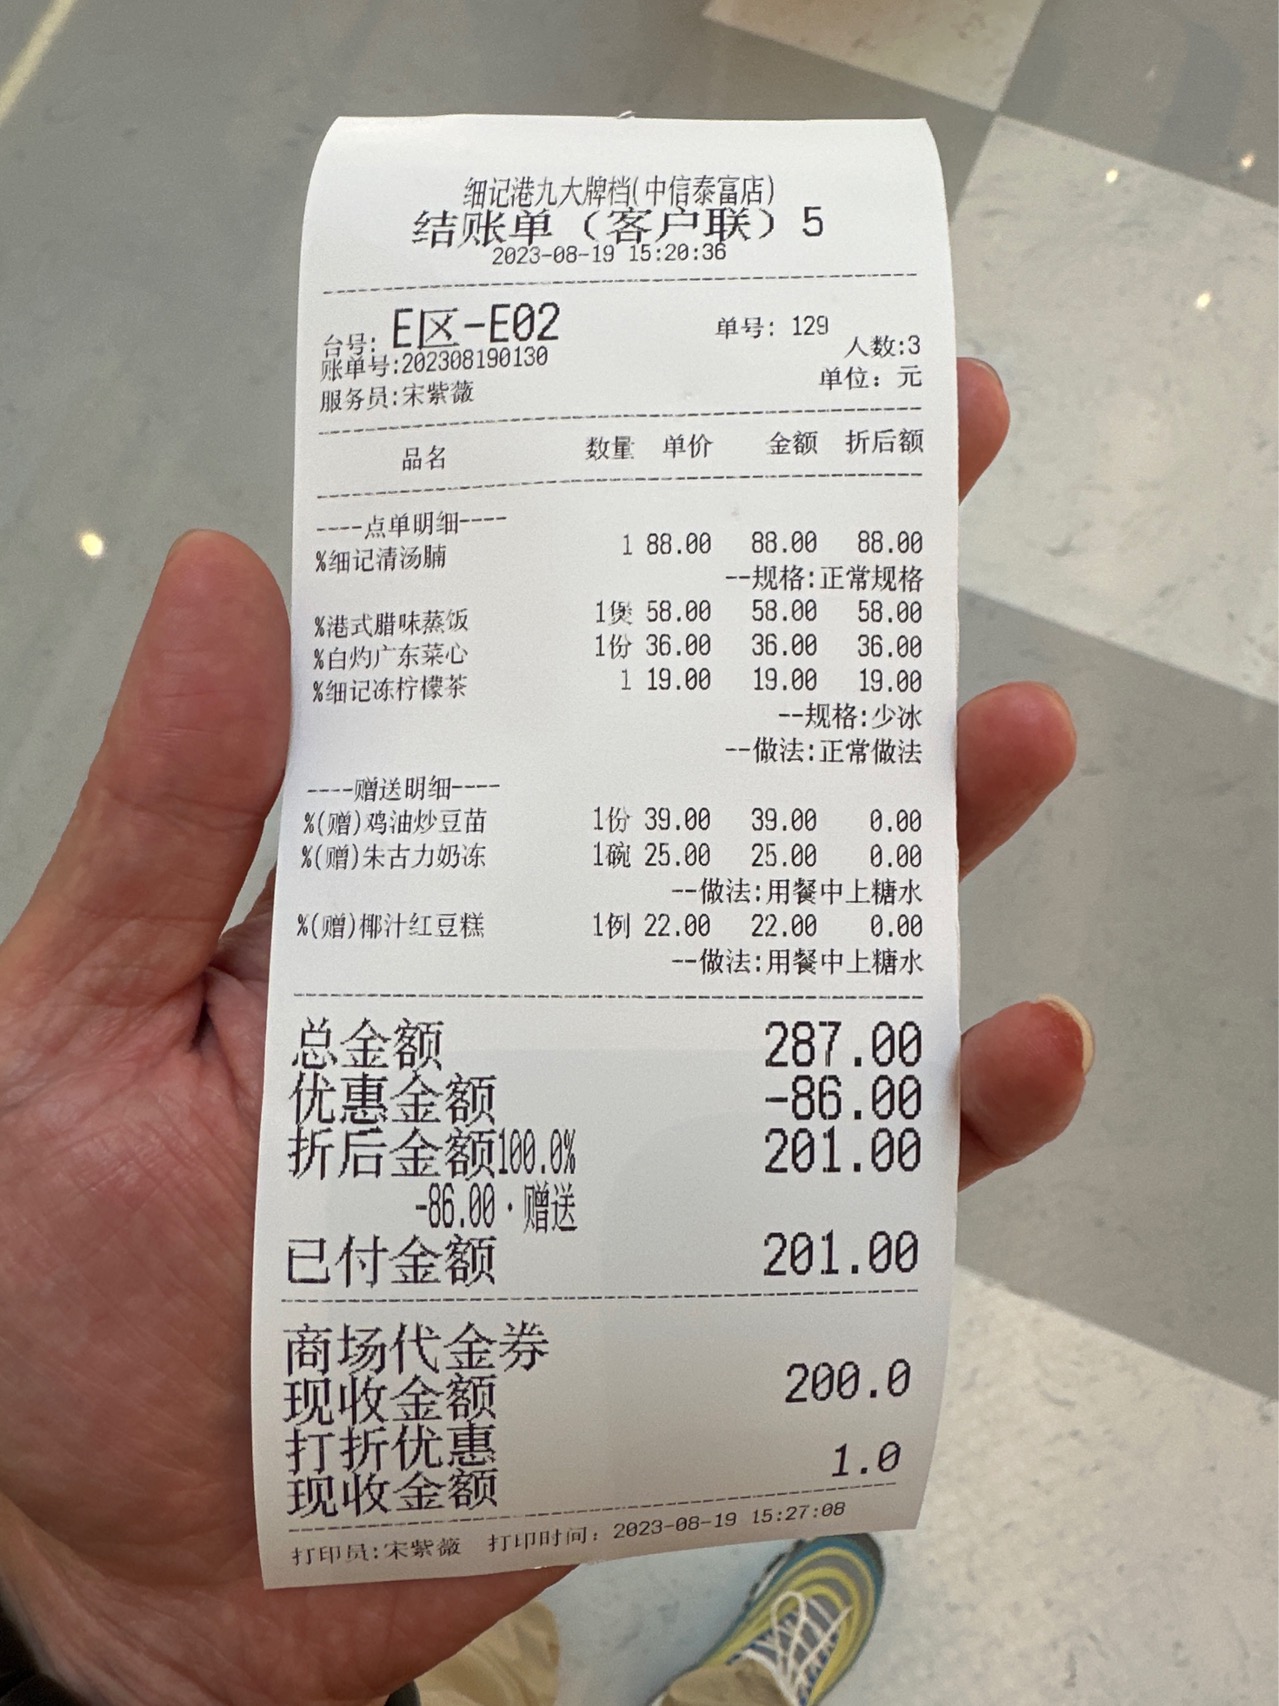 细记港九大牌档(中信泰富店)
结账单（客户联）5
2023-08-19 15:20:36
台号: E区-E02 单号: 129
账单号:202308190130 人数:3
服务员:宋紫薇 单位: 元
品名 数量 单价 金额 折后额
----点单明细----
%细记清汤腩 1 88.00 88.00 88.00
--规格:正常规格
%港式腊味蒸饭 1煲 58.00 58.00 58.00
%白灼广东菜心 1份 36.00 36.00 36.00
%细记冻柠檬茶 1 19.00 19.00 19.00
--规格:少冰
--做法:正常做法
----赠送明细----
%(赠)鸡油炒豆苗 1份 39.00 39.00 0.00
%(赠)朱古力奶冻 1碗 25.00 25.00 0.00
--做法:用餐中上糖水
%(赠)椰汁红豆糕 1例 22.00 22.00 0.00
--做法:用餐中上糖水
总金额 287.00
优惠金额 -86.00
折后金额100.0% 201.00
-86.00·赠送
已付金额 201.00
商场代金券
现收金额 200.0
打折优惠
现收金额 1.0
打印员:宋紫薇 打印时间: 2023-08-19 15:27:08